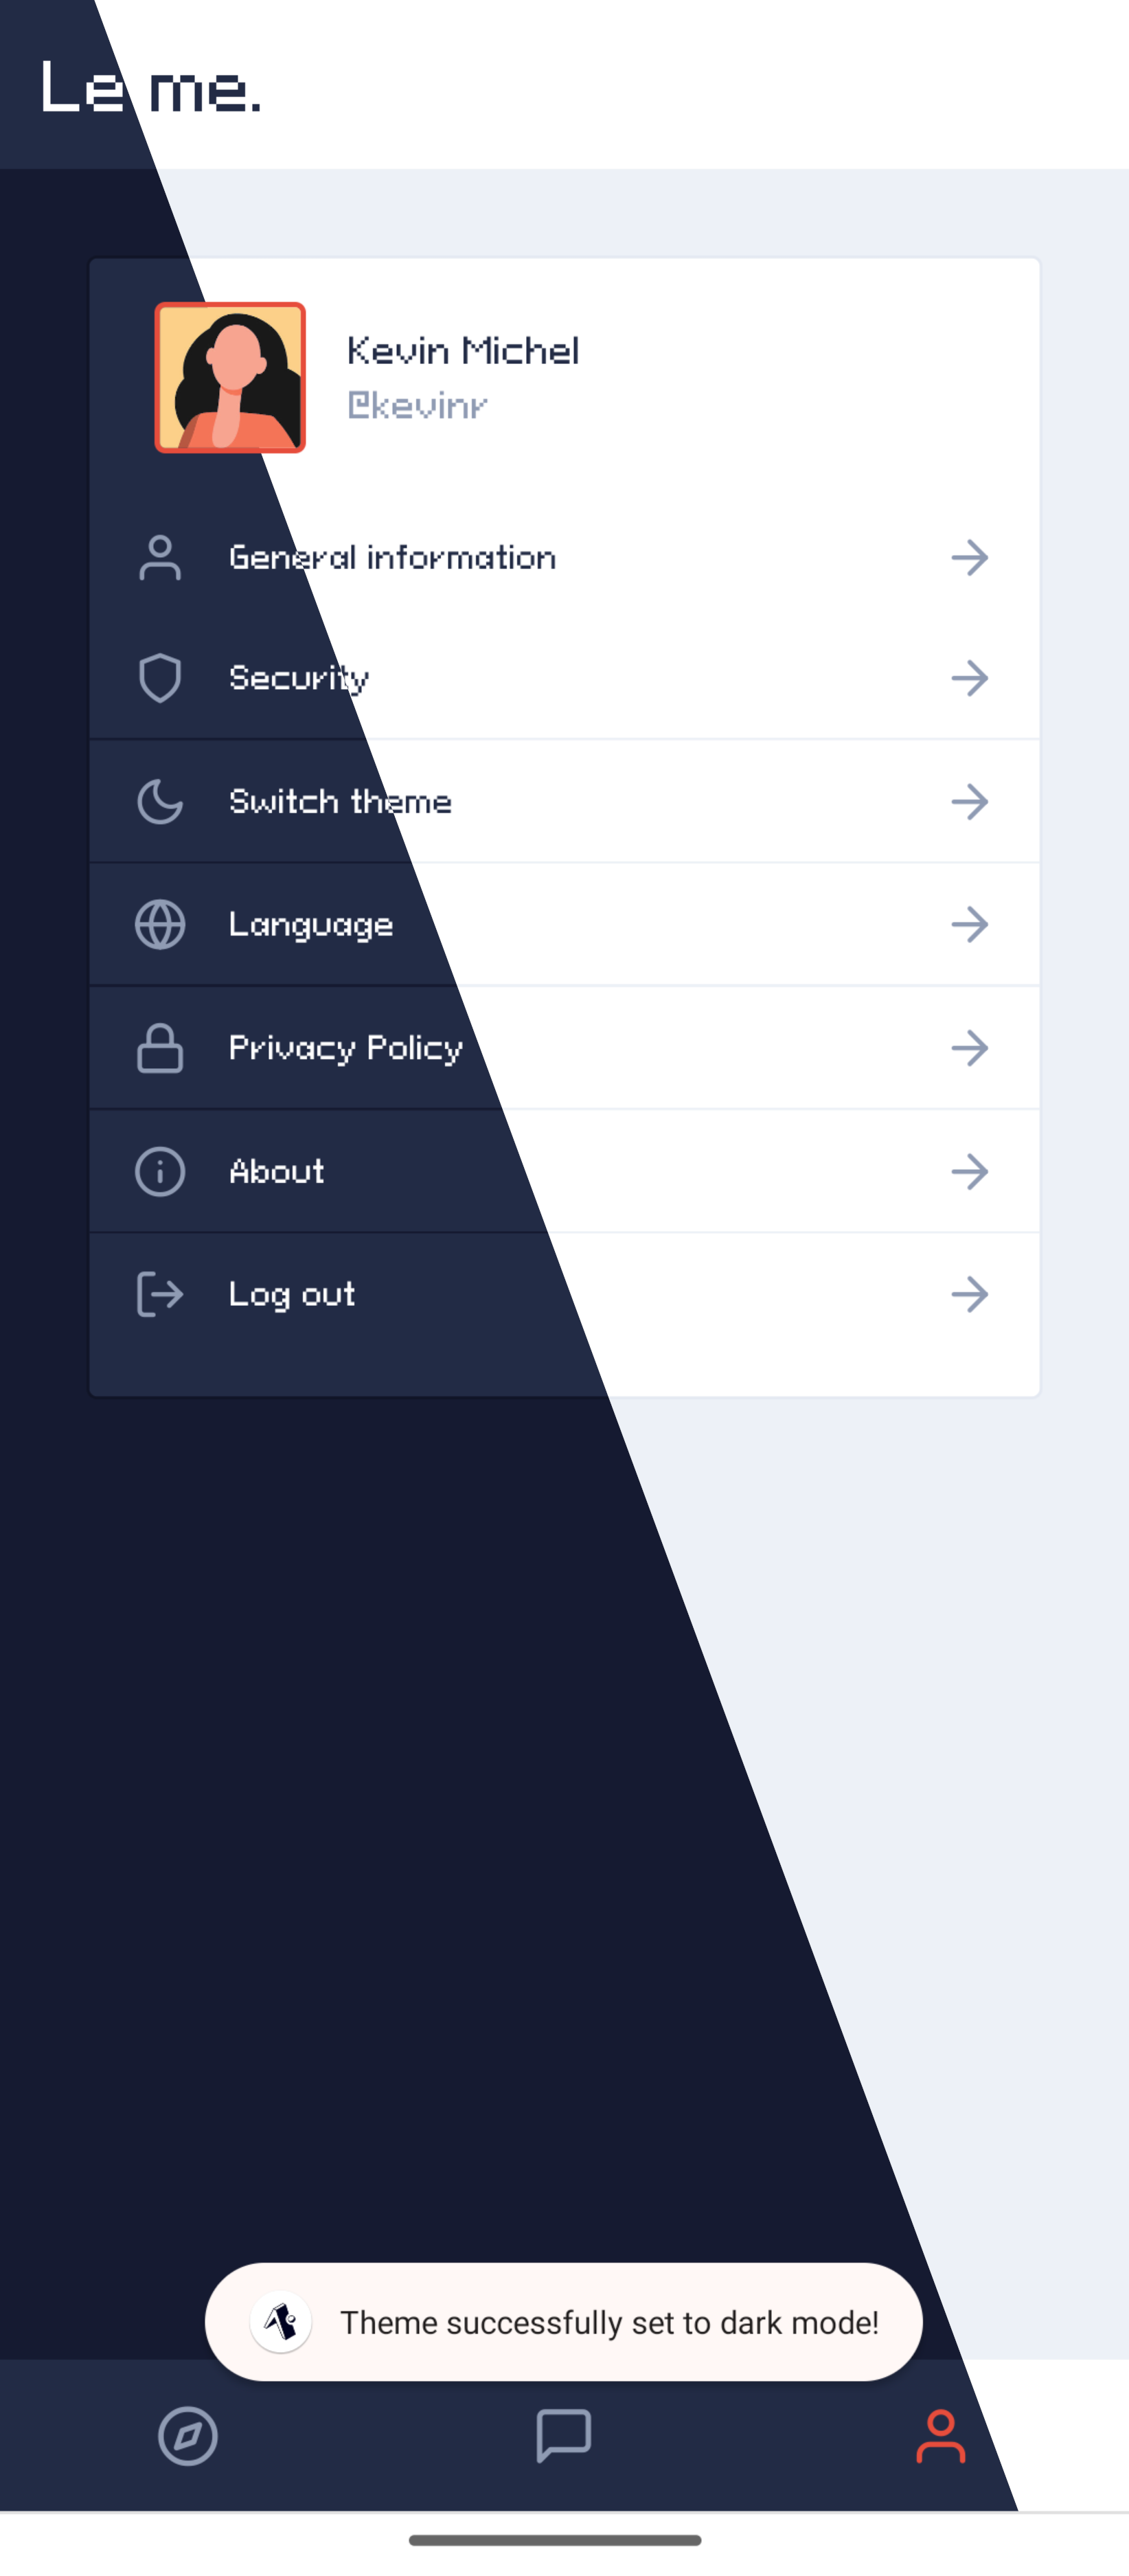 Le me.
Kevin Michel
@kevinr
General information
Security
Switch theme
Language
Privacy Policy
About
Log out
Theme successfully set to dark mode!